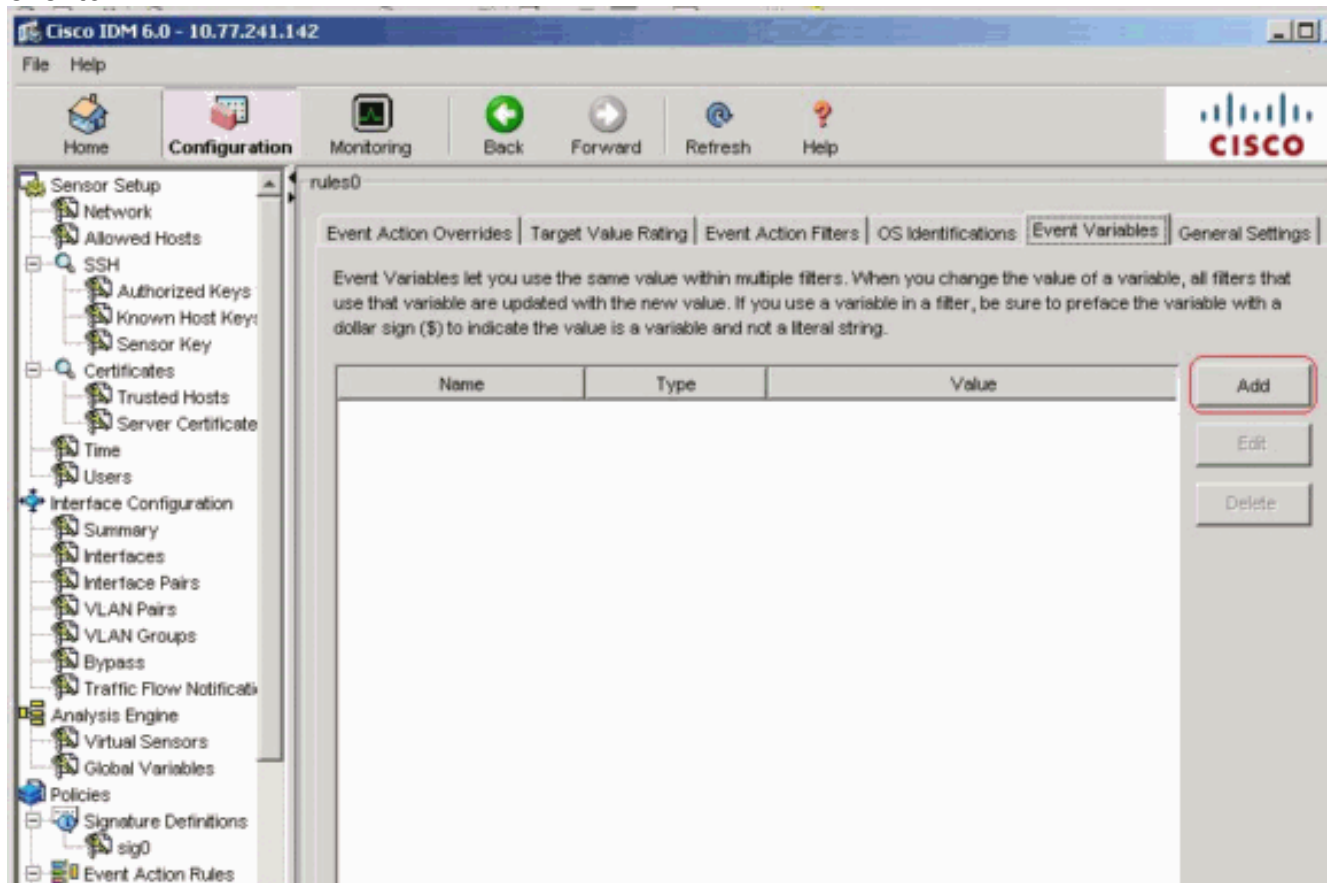 Cisco IDM 6.0 - 10.77.241.142
File Help
Home
Configuration
Monitoring
Back
Forward
Refresh
Help
CISCO
Sensor Setup
Network
Allowed Hosts
SSH
Authorized Keys
Known Host Keys
Sensor Key
Certificates
Trusted Hosts
Server Certificate
Time
Users
Interface Configuration
Summary
Interfaces
Interface Pairs
VLAN Pairs
VLAN Groups
Bypass
Traffic Flow Notificati
Analysis Engine
Virtual Sensors
Global Variables
Policies
Signature Definitions
sig0
Event Action Rules
rules0
Event Action Overrides Target Value Rating Event Action Filters OS Identifications Event Variables General Settings
Event Variables let you use the same value within multiple filters. When you change the value of a variable, all filters that
use that variable are updated with the new value. If you use a variable in a filter, be sure to preface the variable with a
dollar sign ($) to indicate the value is a variable and not a literal string.
Name Type Value
Add
Edit
Delete